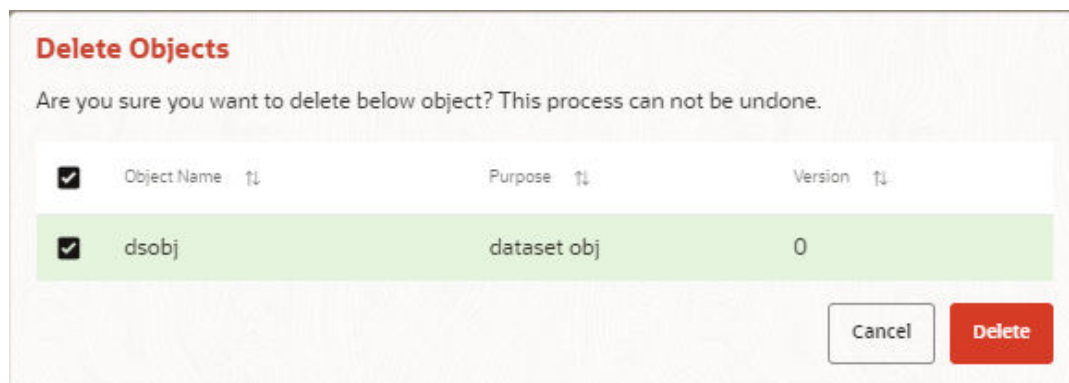 Delete Objects
Are you sure you want to delete below object? This process can not be undone.
Object Name Purpose Version
dsobj dataset obj 0
Cancel Delete